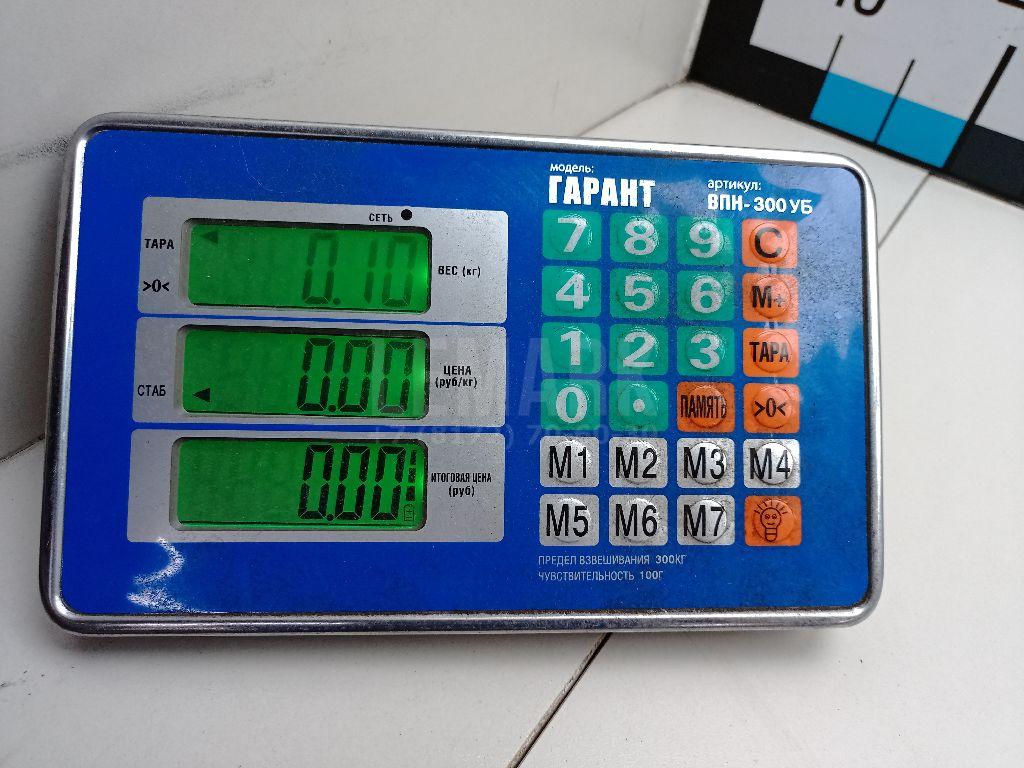 модель:
ГАРАНТ
артикул:
ВПН-300 УБ
СЕТЬ
ТАРА
>0<
0.10
ВЕС (кг)
СТАБ
0.00
ЦЕНА
(руб/кг)
0.00
ИТОГОВАЯ ЦЕНА
(руб)
7 8 9 C
4 5 6 M+
1 2 3 ТАРА
0 . ПАМЯТЬ >0<
M1 M2 M3 M4
M5 M6 M7
ПРЕДЕЛ ВЗВЕШИВАНИЯ 300КГ
ЧУВСТВИТЕЛЬНОСТЬ 100Г